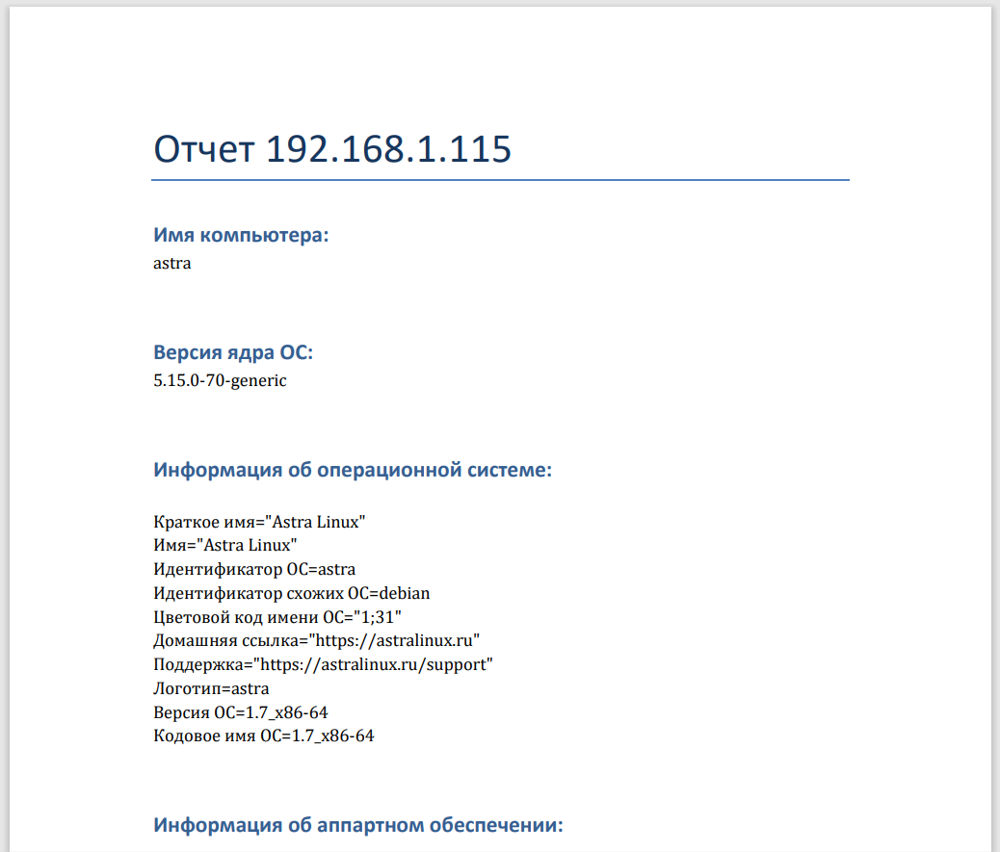 Отчет 192.168.1.115
Имя компьютера:
astra
Версия ядра ОС:
5.15.0-70-generic
Информация об операционной системе:
Краткое имя="Astra Linux"
Имя="Astra Linux"
Идентификатор ОС=astra
Идентификатор схожих ОС=debian
Цветовой код имени ОС="1;31"
Домашняя ссылка="https://astralinux.ru"
Поддержка="https://astralinux.ru/support"
Логотип=astra
Версия ОС=1.7_x86-64
Кодовое имя ОС=1.7_x86-64
Информация об аппартном обеспечении: